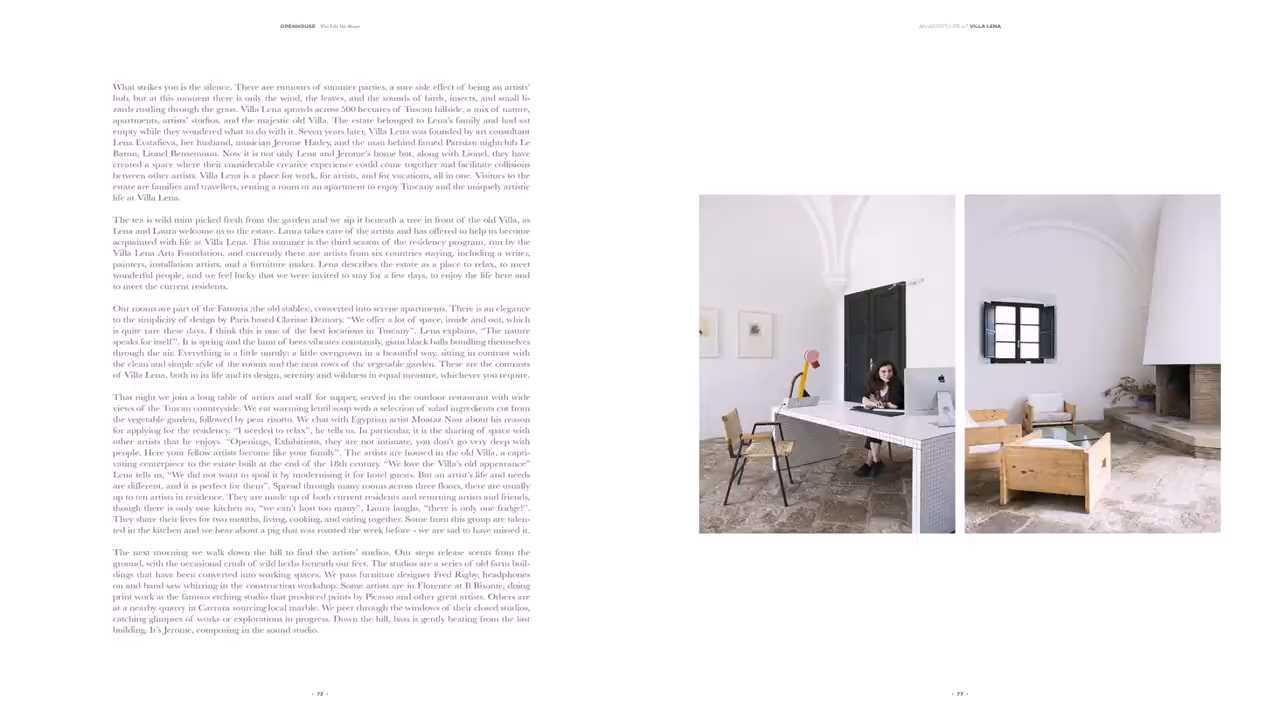 OPENHOUSE The Life We Share
AN ARTIST'S LIFE AT VILLA LENA
What strikes you is the silence. There are rumours of summer parties, a sure side effect of being an artists'
hub, but at this moment there is only the wind, the leaves, and the sounds of birds, insects, and small li-
zards rustling through the grass. Villa Lena sprawls across 500 hectares of Tuscan hillside, a mix of nature,
apartments, artists' studios, and the majestic old Villa. The estate belonged to Lena's family and had sat
empty while they wondered what to do with it. Seven years later, Villa Lena was founded by art consultant
Lena Evstafieva, her husband, musician Jerome Hadey, and the man behind famed Parisian nightclub Le
Baron, Lionel Bensemoun. Now it is not only Lena and Jerome's home but, along with Lionel, they have
created a space where their considerable creative experience could come together and facilitate collisions
between other artists. Villa Lena is a place for work, for artists, and for vacations, all in one. Visitors to the
estate are families and travellers, renting a room or an apartment to enjoy Tuscany and the uniquely artistic
life at Villa Lena.
The tea is wild mint picked fresh from the garden and we sip it beneath a tree in front of the old Villa, as
Lena and Laura welcome us to the estate. Laura takes care of the artists and has offered to help us become
acquainted with life at Villa Lena. This summer is the third season of the residency program, run by the
Villa Lena Arts Foundation, and currently there are artists from six countries staying, including a writer,
painters, installation artists, and a furniture maker. Lena describes the estate as a place to relax, to meet
wonderful people, and we feel lucky that we were invited to stay for a few days, to enjoy the life here and
to meet the current residents.
Our rooms are part of the Fattoria (the old stables), converted into serene apartments. There is an elegance
to the simplicity of design by Paris based Clarisse Demory. “We offer a lot of space, inside and out, which
is quite rare these days. I think this is one of the best locations in Tuscany”. Lena explains, “The nature
speaks for itself”. It is spring and the hum of bees vibrates constantly, giant black balls bundling themselves
through the air. Everything is a little unruly: a little overgrown in a beautiful way, sitting in contrast with
the clean and simple style of the rooms and the neat rows of the vegetable garden. These are the contrasts
of Villa Lena, both in its life and its design, serenity and wildness in equal measure, whichever you require.
That night we join a long table of artists and staff for supper, served in the outdoor restaurant with wide
views of the Tuscan countryside. We eat warming lentil soup with a selection of salad ingredients cut from
the vegetable garden, followed by pear risotto. We chat with Egyptian artist Moataz Nasr about his reason
for applying for the residency. “I needed to relax”, he tells us. In particular, it is the sharing of space with
other artists that he enjoys. “Openings, Exhibitions, they are not intimate, you don't go very deep with
people. Here your fellow artists become like your family”. The artists are housed in the old Villa, a capti-
vating centerpiece to the estate built at the end of the 18th century. “We love the Villa's old appearance”
Lena tells us, “We did not want to spoil it by modernising it for hotel guests. But an artist's life and needs
are different, and it is perfect for them”. Spread through many rooms across three floors, there are usually
up to ten artists in residence. They are made up of both current residents and returning artists and friends,
though there is only one kitchen so, “we can't host too many”, Laura laughs, “there is only one fridge!”.
They share their lives for two months, living, cooking, and eating together. Some from this group are talen-
ted in the kitchen and we hear about a pig that was roasted the week before - we are sad to have missed it.
The next morning we walk down the hill to find the artists' studios. Our steps release scents from the
ground, with the occasional crush of wild herbs beneath our feet. The studios are a series of old farm buil-
dings that have been converted into working spaces. We pass furniture designer Fred Rigby, headphones
on and band saw whirring in the construction workshop. Some artists are in Florence at Il Bisonte, doing
print work at the famous etching studio that produced prints by Picasso and other great artists. Others are
at a nearby quarry in Carrara sourcing local marble. We peer through the windows of their closed studios,
catching glimpses of works or explorations in progress. Down the hill, bass is gently beating from the last
building. It's Jerome, composing in the sound studio.
- 72 -
- 73 -